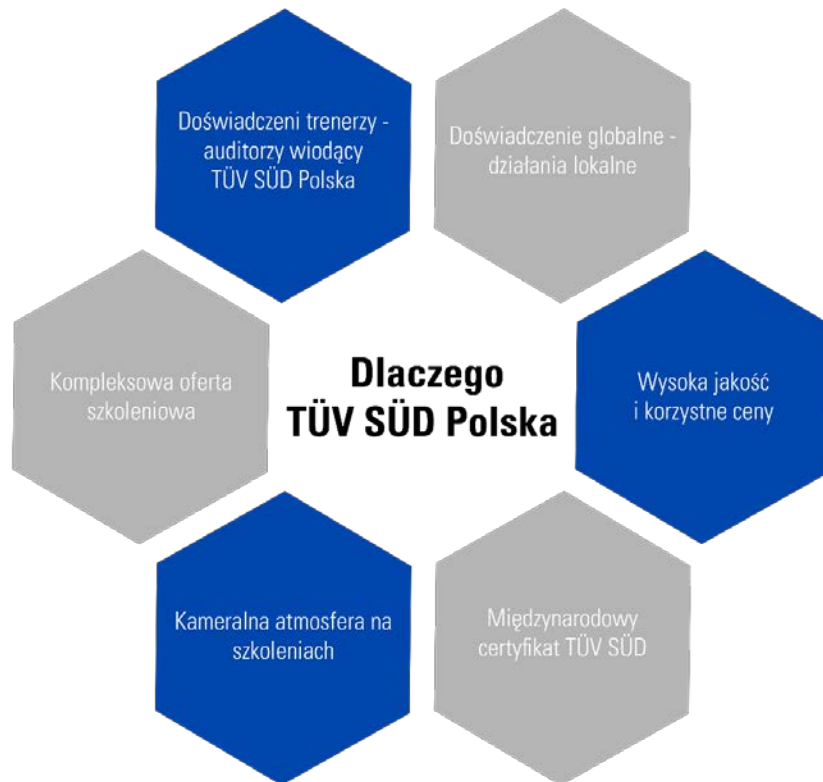 Doświadczeni trenerzy -
auditorzy wiodący
TÜV SÜD Polska
Doświadczenie globalne -
działania lokalne
Kompleksowa oferta
szkoleniowa
Dlaczego
TÜV SÜD Polska
Wysoka jakość
i korzystne ceny
Kameralna atmosfera na
szkoleniach
Międzynarodowy
certyfikat TÜV SÜD